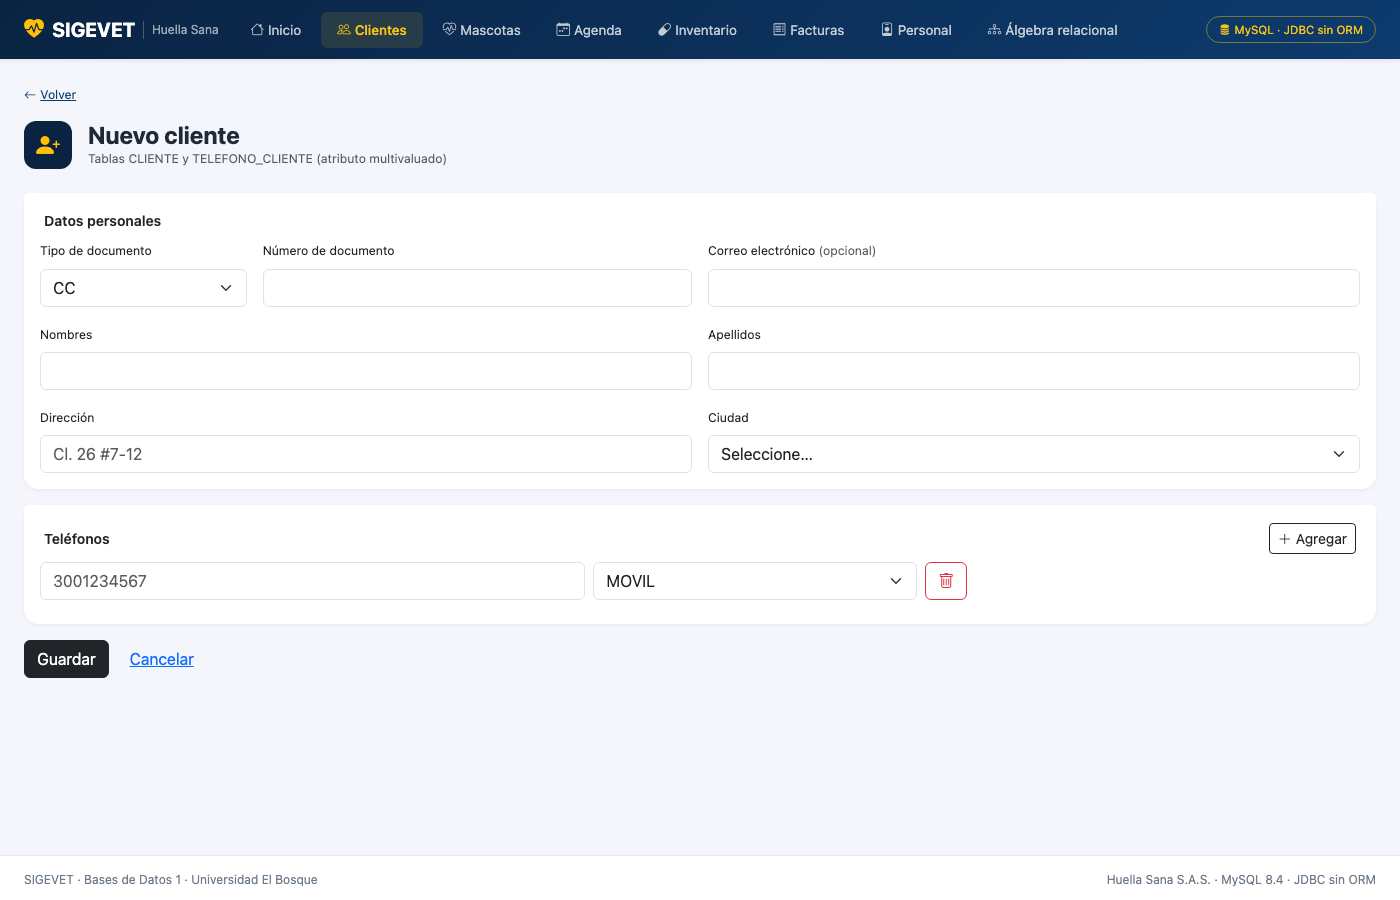 SIGEVET Huella Sana Inicio Clientes Mascotas Agenda Inventario Facturas Personal Álgebra relacional MySQL · JDBC sin ORM
← Volver
Nuevo cliente
Tablas CLIENTE y TELEFONO_CLIENTE (atributo multivaluado)
Datos personales
Tipo de documento Número de documento Correo electrónico (opcional)
CC
Nombres Apellidos
Dirección Ciudad
Cl. 26 #7-12 Seleccione...
Teléfonos + Agregar
3001234567 MOVIL
Guardar Cancelar
SIGEVET · Bases de Datos 1 · Universidad El Bosque Huella Sana S.A.S. · MySQL 8.4 · JDBC sin ORM